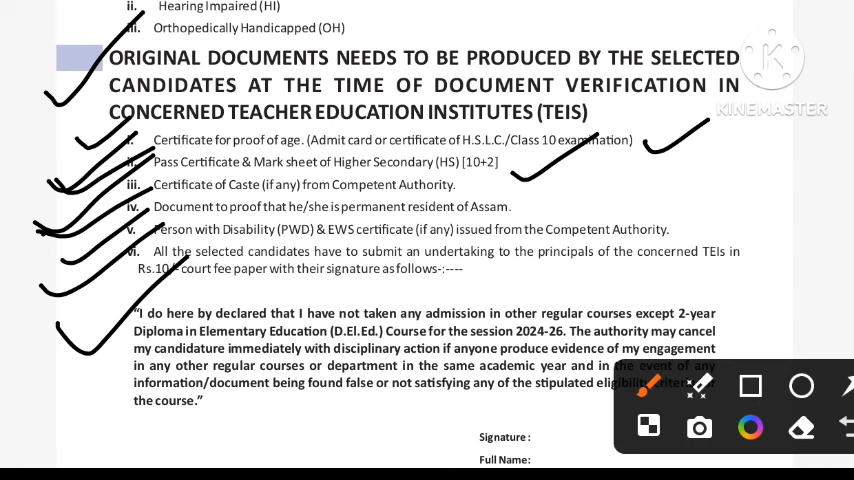 ii. Hearing Impaired (HI)
iii. Orthopedically Handicapped (OH)
ORIGINAL DOCUMENTS NEEDS TO BE PRODUCED BY THE SELECTED
CANDIDATES AT THE TIME OF DOCUMENT VERIFICATION IN
CONCERNED TEACHER EDUCATION INSTITUTES (TEIS)
i. Certificate for proof of age. (Admit card or certificate of H.S.L.C./Class 10 examination)
ii. Pass Certificate & Mark sheet of Higher Secondary (HS) [10+2]
iii. Certificate of Caste (if any) from Competent Authority.
iv. Document to proof that he/she is permanent resident of Assam.
v. Person with Disability (PWD) & EWS certificate (if any) issued from the Competent Authority.
vi. All the selected candidates have to submit an undertaking to the principals of the concerned TEIs in
Rs.10/- court fee paper with their signature as follows-:----
“I do here by declared that I have not taken any admission in other regular courses except 2-year
Diploma in Elementary Education (D.El.Ed.) Course for the session 2024-26. The authority may cancel
my candidature immediately with disciplinary action if anyone produce evidence of my engagement
in any other regular courses or department in the same academic year and in the event of any
information/document being found false or not satisfying any of the stipulated eligibility criteria for
the course.”
Signature :
Full Name:
KINEMASTER